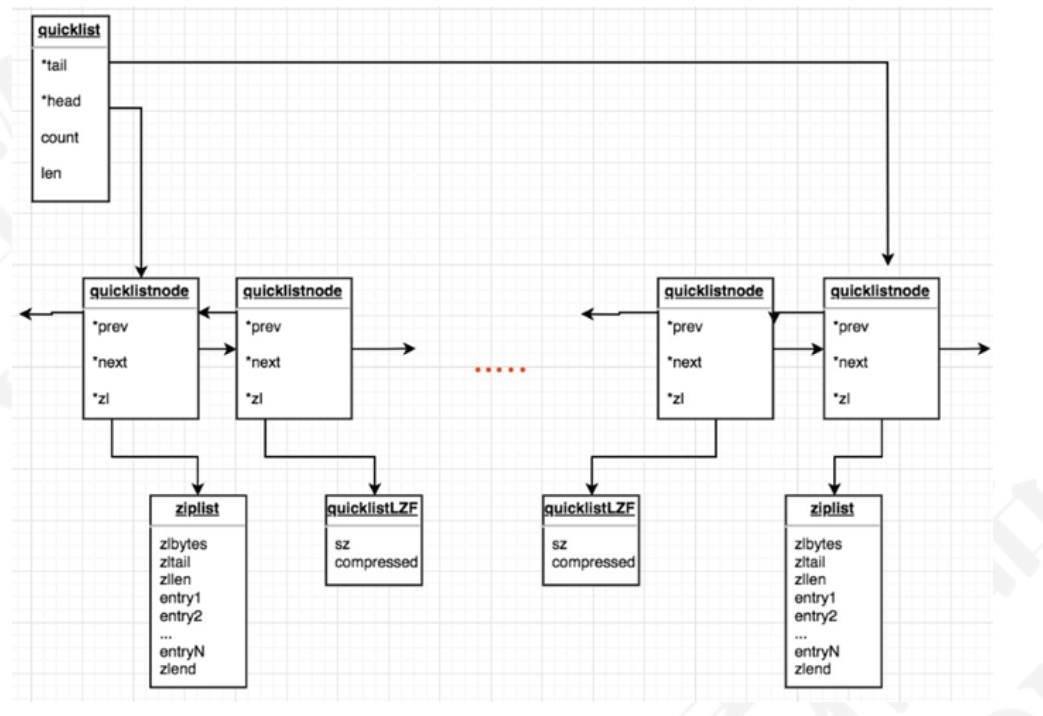 quicklist
*tail
*head
count
len
quicklistnode
*prev
*next
*zl
quicklistnode
*prev
*next
*zl
.....
quicklistnode
*prev
*next
*zl
quicklistnode
*prev
*next
*zl
ziplist
zlbytes
zltail
zllen
entry1
entry2
...
entryN
zlend
quicklistLZF
sz
compressed
quicklistLZF
sz
compressed
ziplist
zlbytes
zltail
zllen
entry1
entry2
...
entryN
zlend